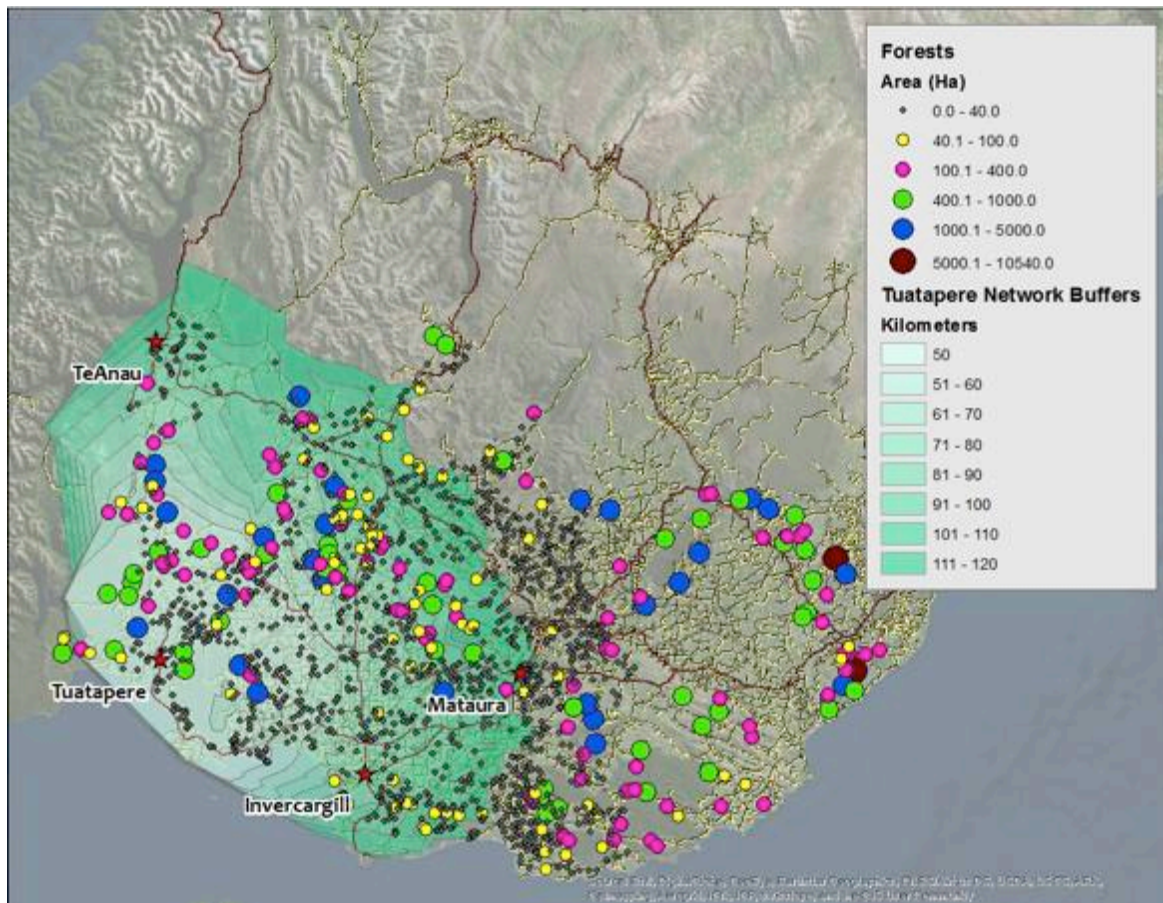 Forests
Area (Ha)
0.0 - 40.0
40.1 - 100.0
100.1 - 400.0
400.1 - 1000.0
1000.1 - 5000.0
5000.1 - 10540.0
Tuatapere Network Buffers
Kilometers
50
51 - 60
61 - 70
71 - 80
81 - 90
91 - 100
101 - 110
111 - 120
TeAnau
Tuatapere
Mataura
Invercargill